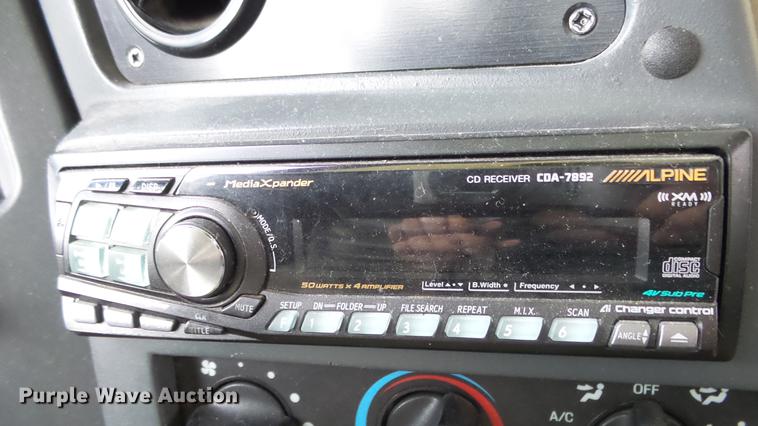 MediaXpander
CD RECEIVER CDA-7892 ALPINE
XM
READY
MODE/Q.S.
COMPACT
disc
DIGITAL AUDIO
50WATTS X 4 AMPLIFIER
Level B.Width Frequency
4V Sub Pre
MUTE
SETUP DN FOLDER UP FILE SEARCH REPEAT M.I.X. SCAN
Ai Changer control
TITLE
1 2 3 4 5 6
ANGLE
OFF
A/C
Purple Wave Auction